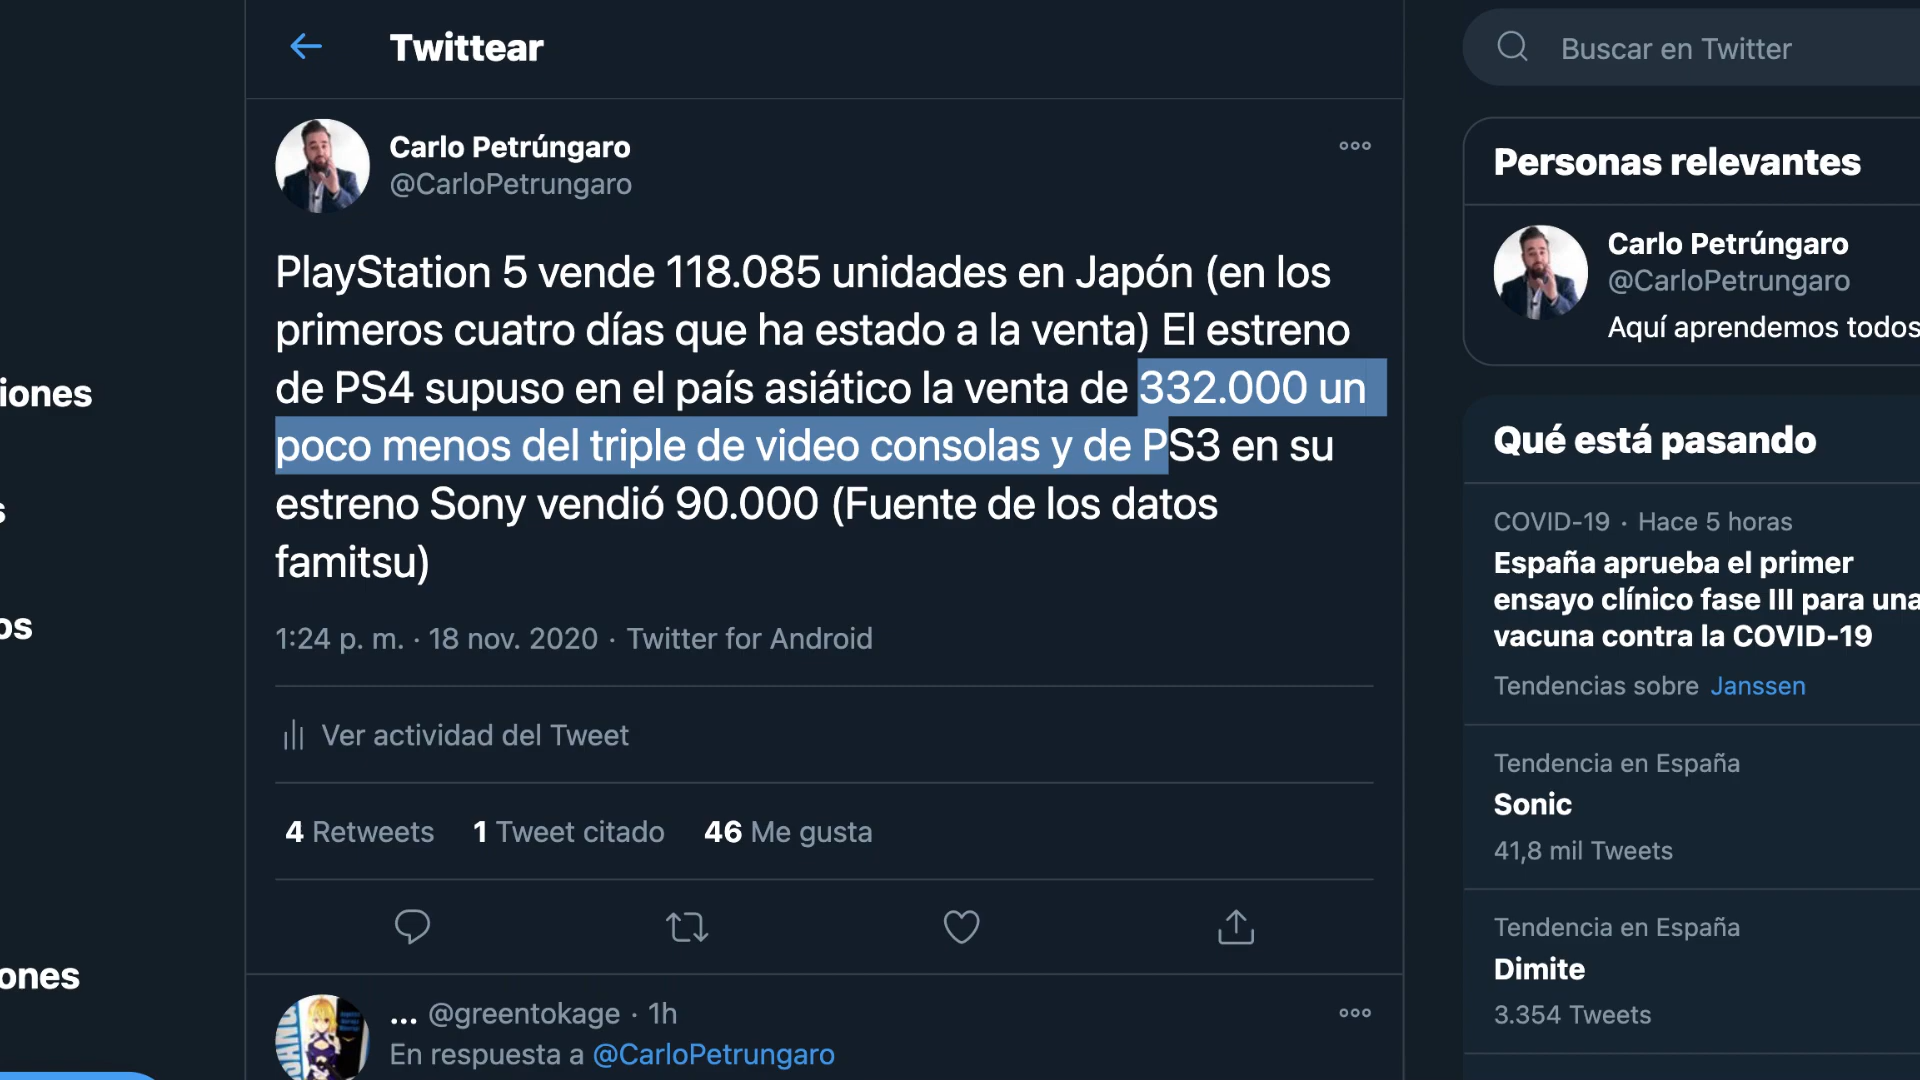 Twittear
Carlo Petrúngaro
@CarloPetrungaro
PlayStation 5 vende 118.085 unidades en Japón (en los
primeros cuatro días que ha estado a la venta) El estreno
de PS4 supuso en el país asiático la venta de 332.000 un
poco menos del triple de video consolas y de PS3 en su
estreno Sony vendió 90.000 (Fuente de los datos
famitsu)
1:24 p. m. · 18 nov. 2020 · Twitter for Android
Ver actividad del Tweet
4 Retweets 1 Tweet citado 46 Me gusta
... @greentokage · 1h
En respuesta a @CarloPetrungaro
iones
s
os
ones
Buscar en Twitter
Personas relevantes
Carlo Petrúngaro
@CarloPetrungaro
Aquí aprendemos todos
Qué está pasando
COVID-19 · Hace 5 horas
España aprueba el primer
ensayo clínico fase III para una
vacuna contra la COVID-19
Tendencias sobre Janssen
Tendencia en España
Sonic
41,8 mil Tweets
Tendencia en España
Dimite
3.354 Tweets